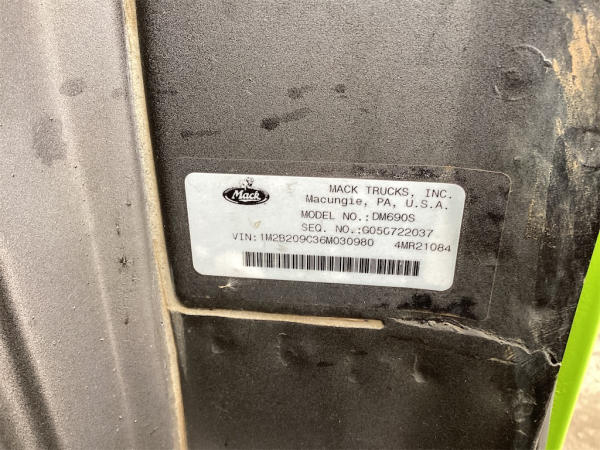 Mack
MACK TRUCKS, INC.
Macungie, PA, U.S.A.
MODEL NO.:DM690S
SEQ. NO.:G05C722037
VIN:1M2B209C36M030980 4MR21084